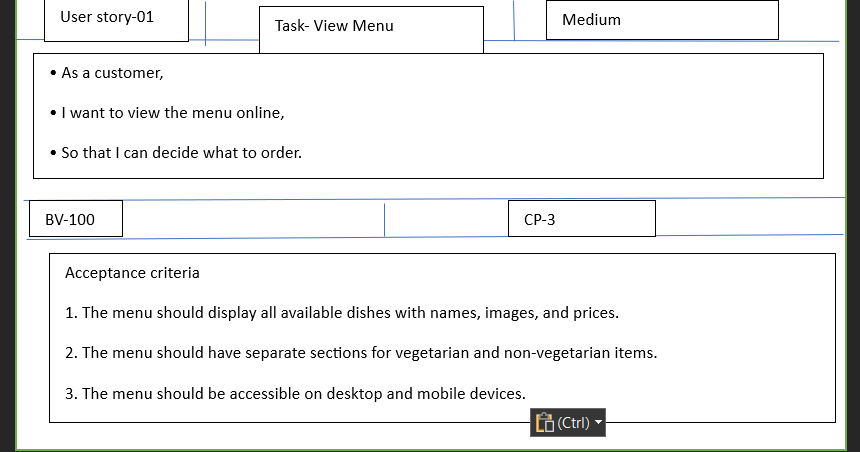 User story-01
Task- View Menu
Medium
• As a customer,
• I want to view the menu online,
• So that I can decide what to order.
BV-100
CP-3
Acceptance criteria
1. The menu should display all available dishes with names, images, and prices.
2. The menu should have separate sections for vegetarian and non-vegetarian items.
3. The menu should be accessible on desktop and mobile devices.
(Ctrl)